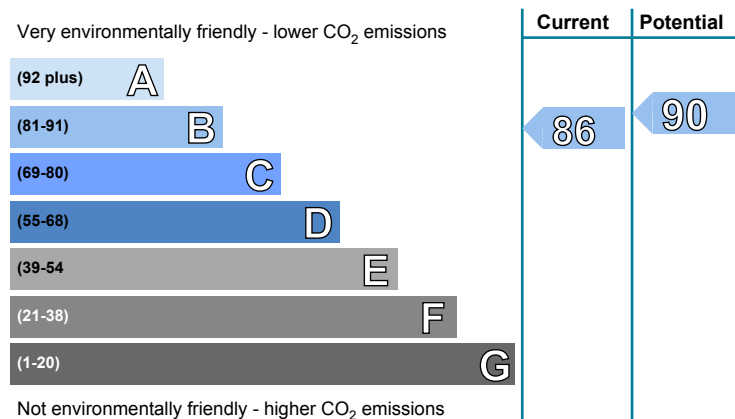 Very environmentally friendly - lower CO₂ emissions
Current
Potential
(92 plus) A
(81-91) B
(69-80) C
(55-68) D
(39-54 E
(21-38) F
(1-20) G
86
90
Not environmentally friendly - higher CO₂ emissions